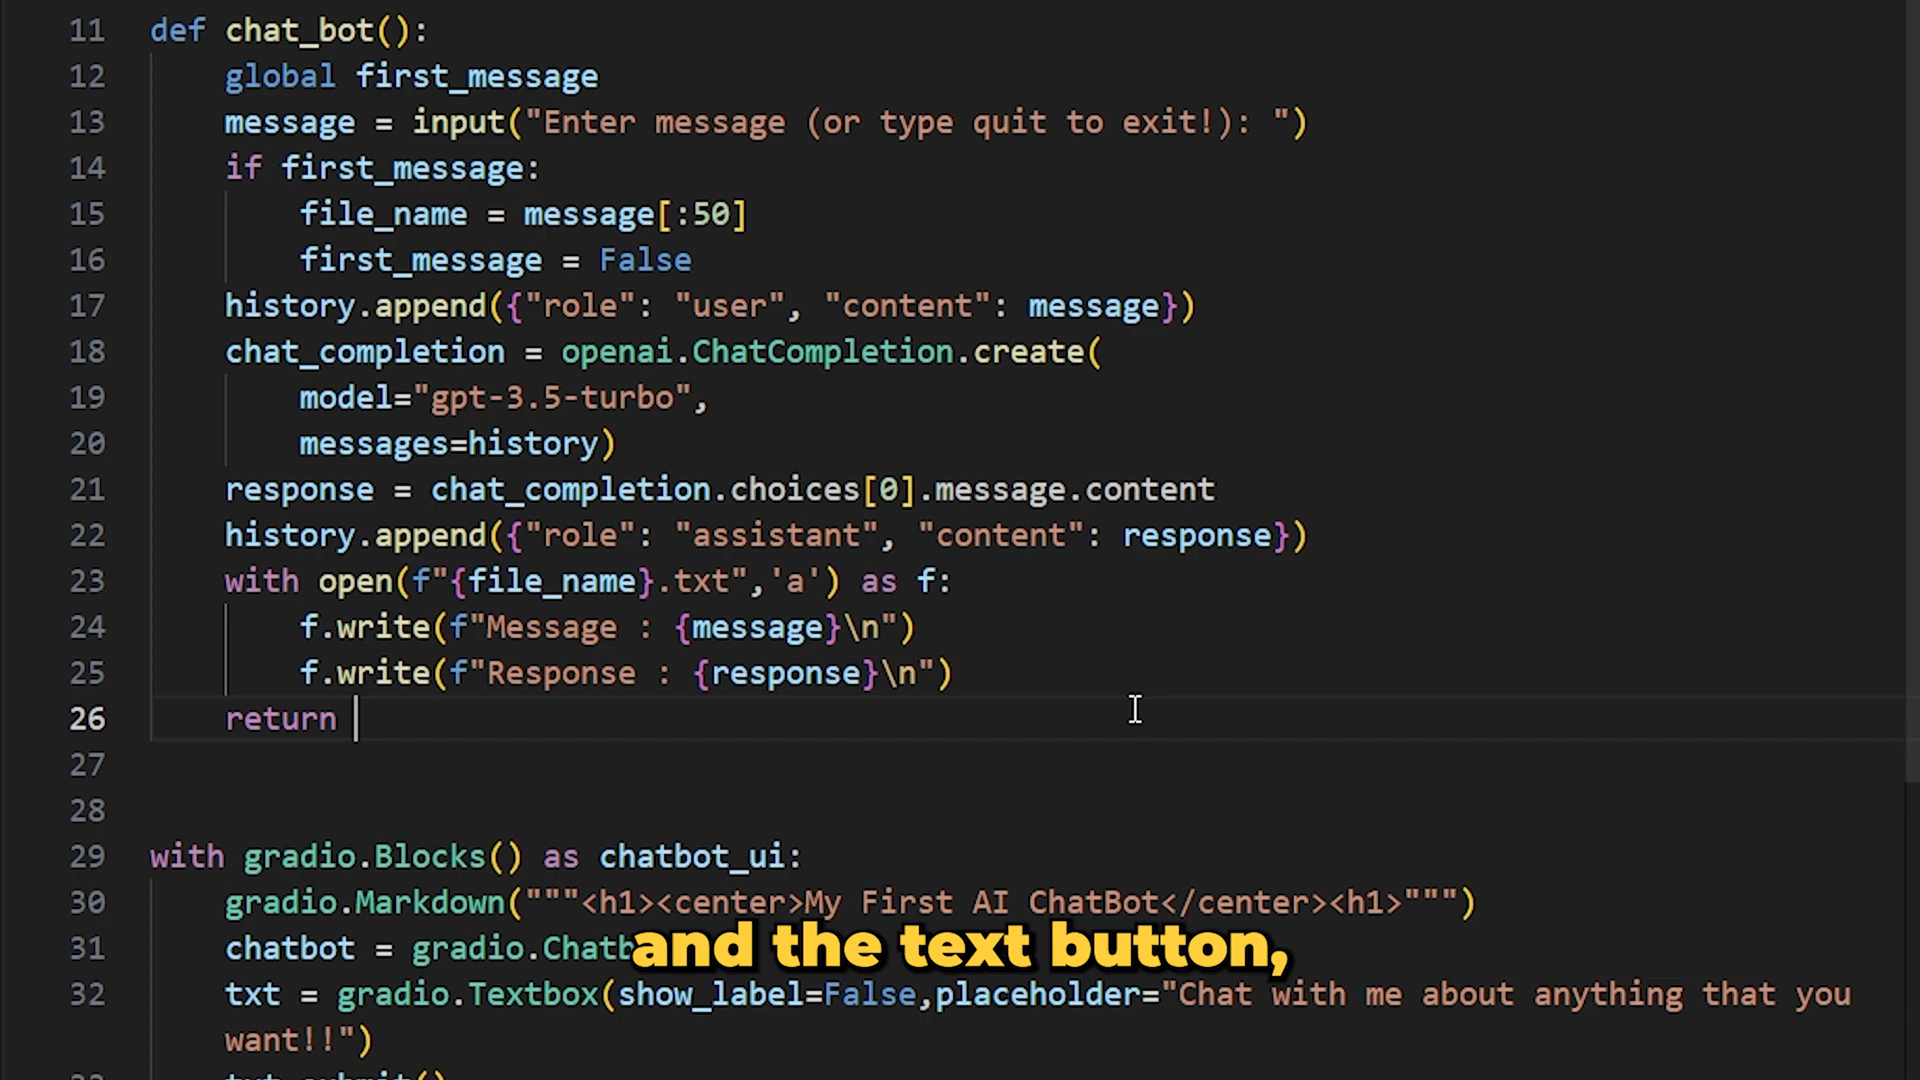 11 def chat_bot():
12 global first_message
13 message = input("Enter message (or type quit to exit!): ")
14 if first_message:
15 file_name = message[:50]
16 first_message = False
17 history.append({"role": "user", "content": message})
18 chat_completion = openai.ChatCompletion.create(
19 model="gpt-3.5-turbo",
20 messages=history)
21 response = chat_completion.choices[0].message.content
22 history.append({"role": "assistant", "content": response})
23 with open(f"{file_name}.txt",'a') as f:
24 f.write(f"Message : {message}\n")
25 f.write(f"Response : {response}\n")
26 return
27
28
29 with gradio.Blocks() as chatbot_ui:
30 gradio.Markdown("""<h1><center>My First AI ChatBot</center><h1>""")
31 chatbot = gradio.Chatb
and the text button,
32 txt = gradio.Textbox(show_label=False,placeholder="Chat with me about anything that you
want!!")